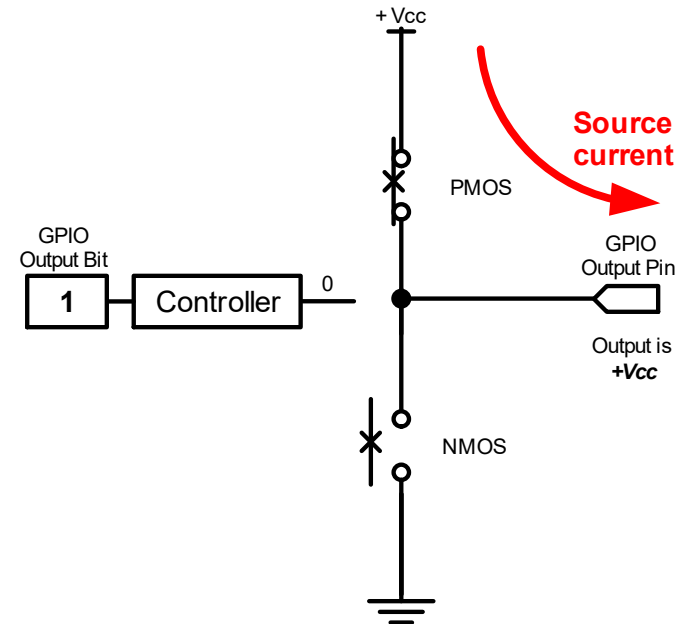 + Vcc
Source
current
PMOS
GPIO
Output Bit
1
Controller
0
GPIO
Output Pin
Output is
+Vcc
NMOS